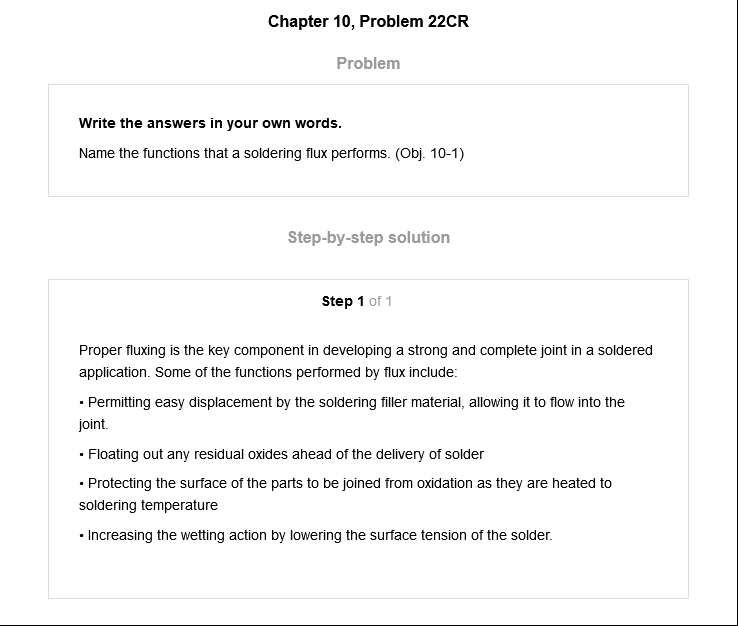 Chapter 10, Problem 22CR
Problem
Write the answers in your own words.
Name the functions that a soldering flux performs. (Obj. 10-1)
Step-by-step solution
Step 1 of 1
Proper fluxing is the key component in developing a strong and complete joint in a soldered
application. Some of the functions performed by flux include:
• Permitting easy displacement by the soldering filler material, allowing it to flow into the
joint.
• Floating out any residual oxides ahead of the delivery of solder
• Protecting the surface of the parts to be joined from oxidation as they are heated to
soldering temperature
• Increasing the wetting action by lowering the surface tension of the solder.